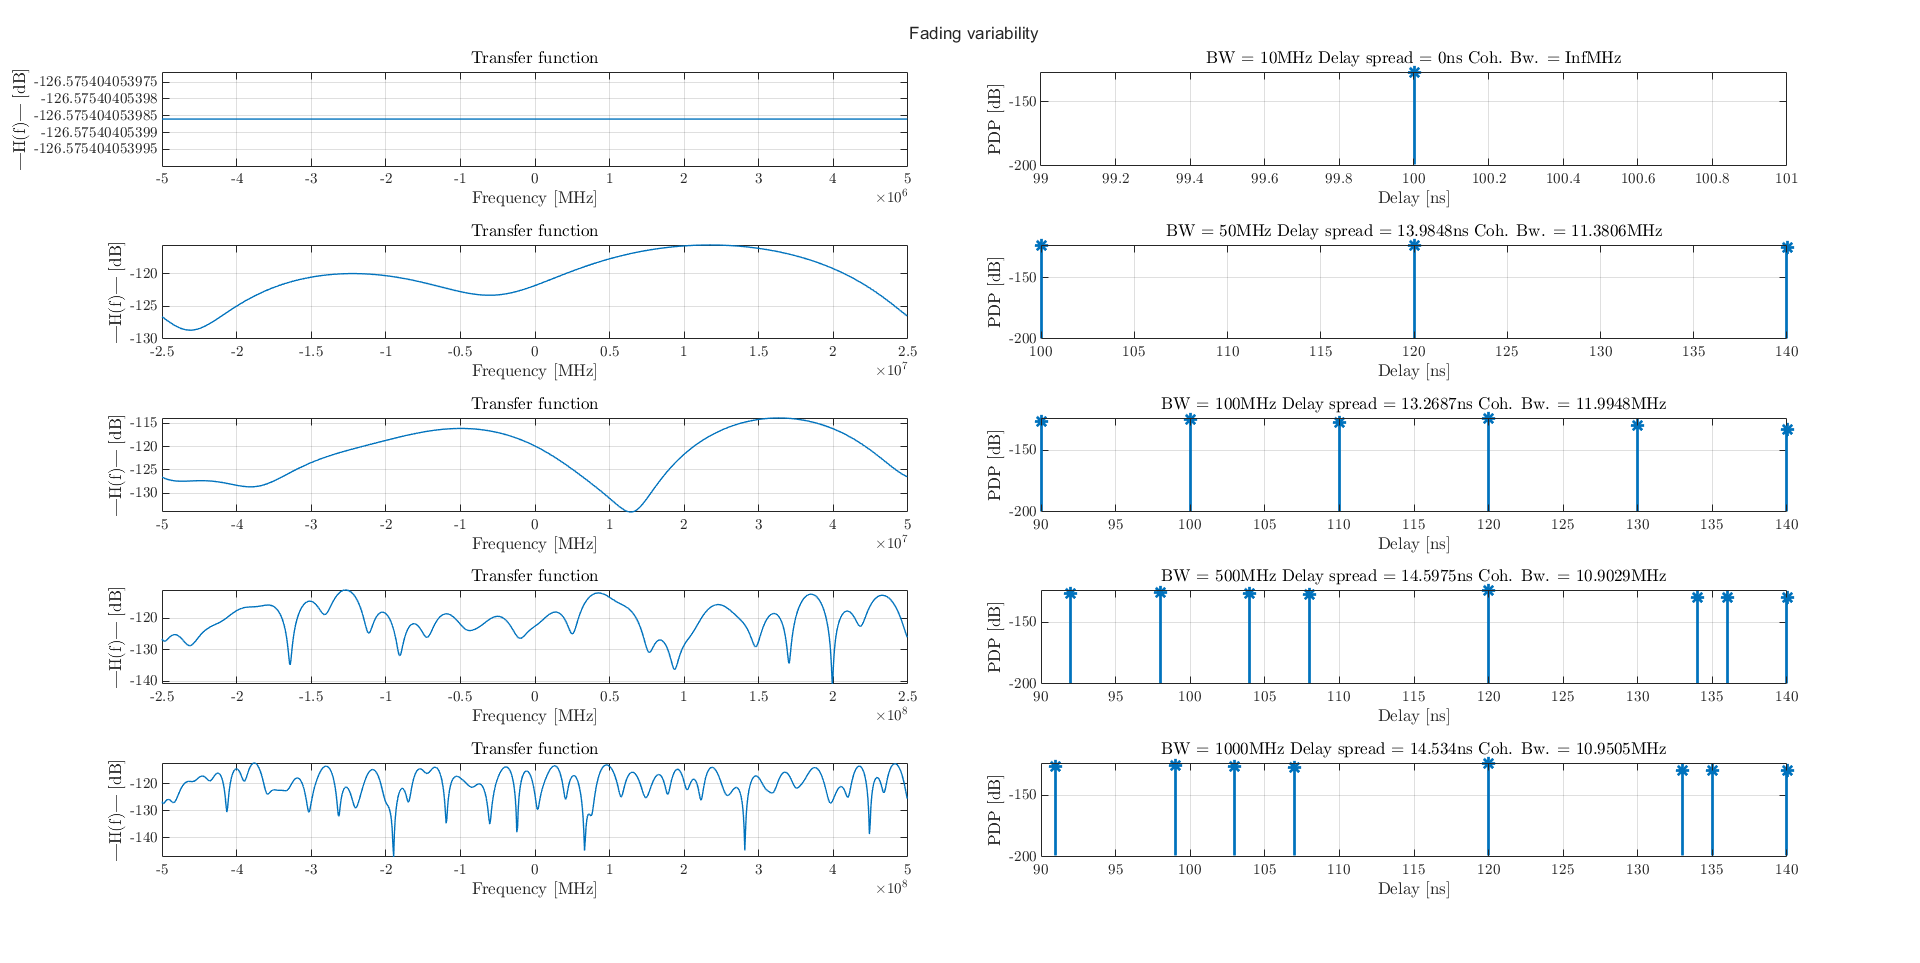 Fading variability
Transfer function
—H(f)— [dB]
-126.575404053975
-126.57540405398
-126.575404053985
-126.57540405399
-126.575404053995
-5 -4 -3 -2 -1 0 1 2 3 4 5
Frequency [MHz]
×10^6
BW = 10MHz Delay spread = 0ns Coh. Bw. = InfMHz
PDP [dB]
-150
-200
99 99.2 99.4 99.6 99.8 100 100.2 100.4 100.6 100.8 101
Delay [ns]
Transfer function
—H(f)— [dB]
-120
-125
-130
-2.5 -2 -1.5 -1 -0.5 0 0.5 1 1.5 2 2.5
Frequency [MHz]
×10^7
BW = 50MHz Delay spread = 13.9848ns Coh. Bw. = 11.3806MHz
PDP [dB]
-150
-200
100 105 110 115 120 125 130 135 140
Delay [ns]
Transfer function
—H(f)— [dB]
-115
-120
-125
-130
-5 -4 -3 -2 -1 0 1 2 3 4 5
Frequency [MHz]
×10^7
BW = 100MHz Delay spread = 13.2687ns Coh. Bw. = 11.9948MHz
PDP [dB]
-150
-200
90 95 100 105 110 115 120 125 130 135 140
Delay [ns]
Transfer function
—H(f)— [dB]
-120
-130
-140
-2.5 -2 -1.5 -1 -0.5 0 0.5 1 1.5 2 2.5
Frequency [MHz]
×10^8
BW = 500MHz Delay spread = 14.5975ns Coh. Bw. = 10.9029MHz
PDP [dB]
-150
-200
90 95 100 105 110 115 120 125 130 135 140
Delay [ns]
Transfer function
—H(f)— [dB]
-120
-130
-140
-5 -4 -3 -2 -1 0 1 2 3 4 5
Frequency [MHz]
×10^8
BW = 1000MHz Delay spread = 14.534ns Coh. Bw. = 10.9505MHz
PDP [dB]
-150
-200
90 95 100 105 110 115 120 125 130 135 140
Delay [ns]